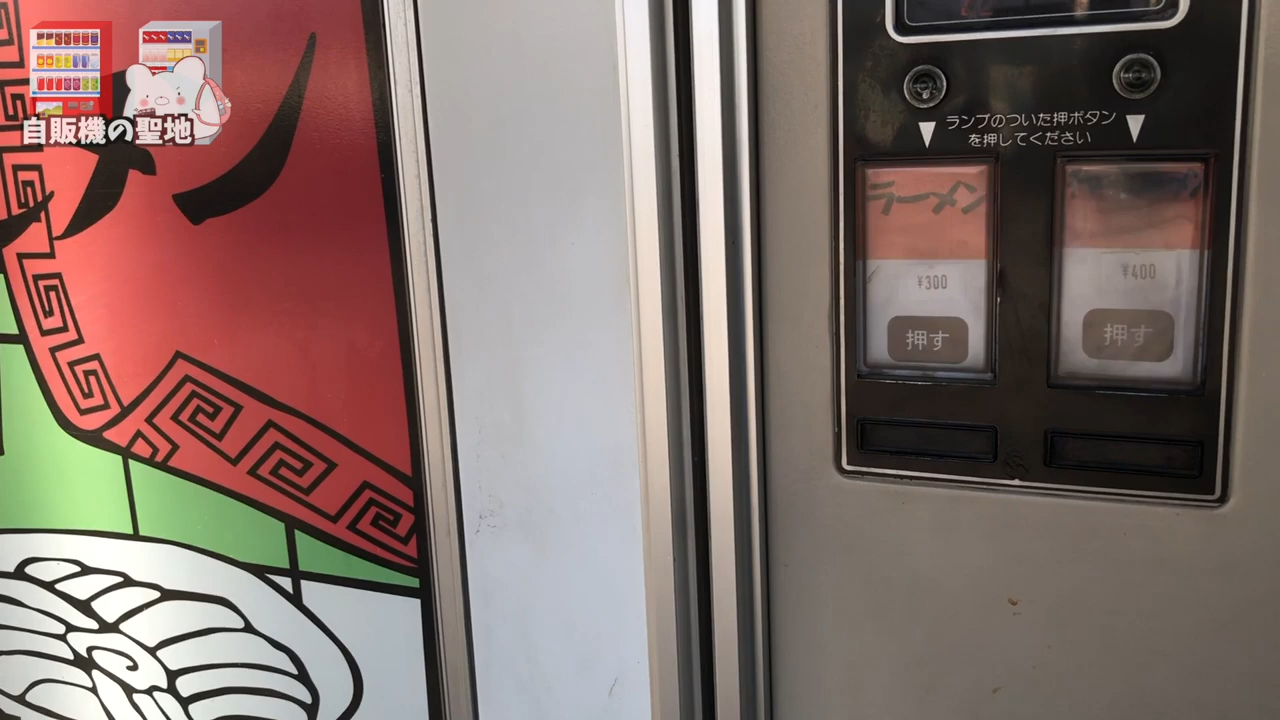 自販機の聖地
ン
ランプのついた押ボタン
を押してください
ラーメン
¥300
押す
¥400
押す